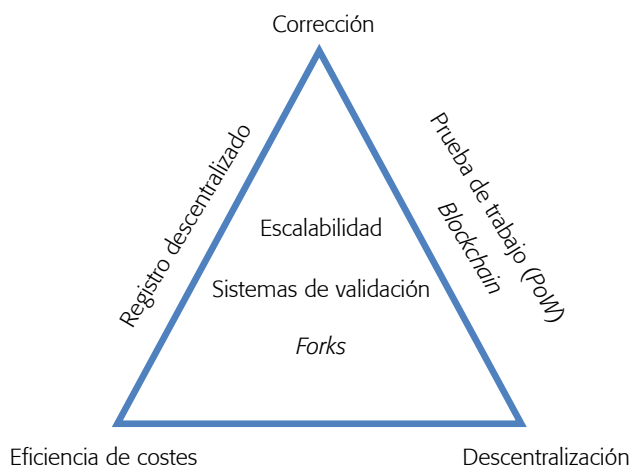 Corrección
Registro descentralizado
Prueba de trabajo (PoW)
Blockchain
Escalabilidad
Sistemas de validación
Forks
Eficiencia de costes
Descentralización